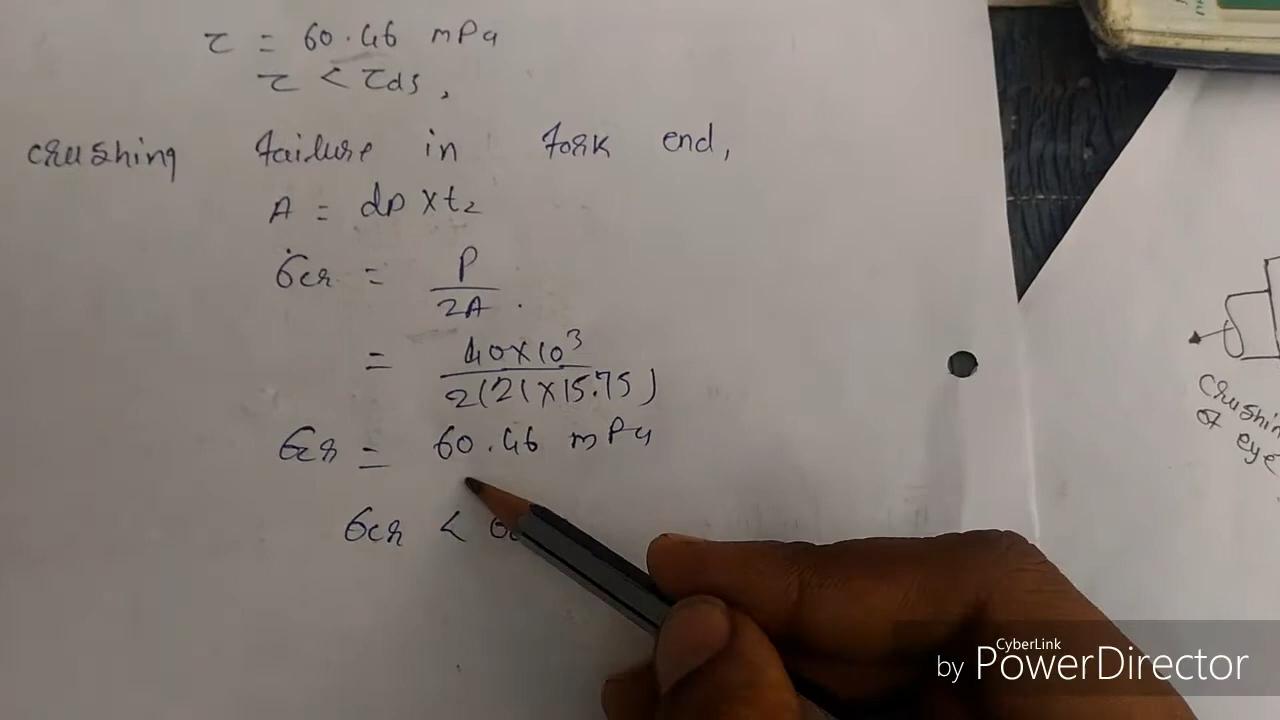 τ = 60.46 mPa
τ < τds,
crushing failure in fork end,
A = dp x t₂
σcr = P / 2A.
= 40x10³ / 2(21x15.75)
σcr = 60.46 mPa
σcr <
crushin
of eye
CyberLink
by PowerDirector